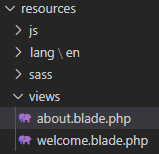 resources
js
lang \ en
sass
views
about.blade.php
welcome.blade.php